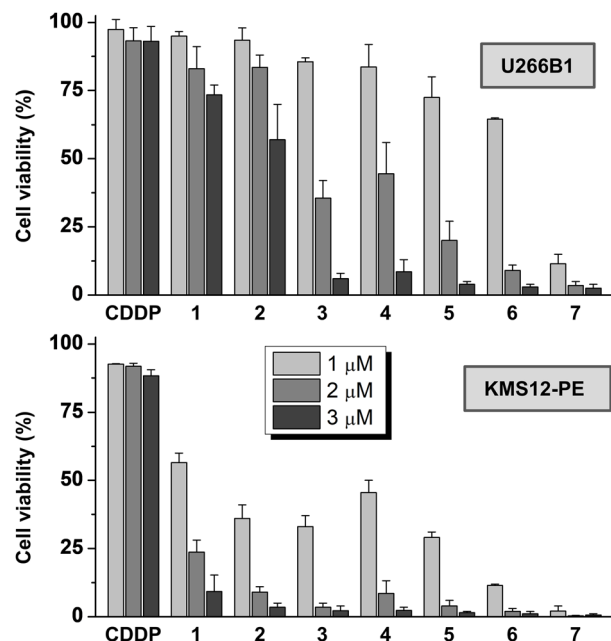 100
75
50
25
0
Cell viability (%)
U266B1
CDDP 1 2 3 4 5 6 7
100
75
50
25
0
Cell viability (%)
1 μM
2 μM
3 μM
KMS12-PE
CDDP 1 2 3 4 5 6 7